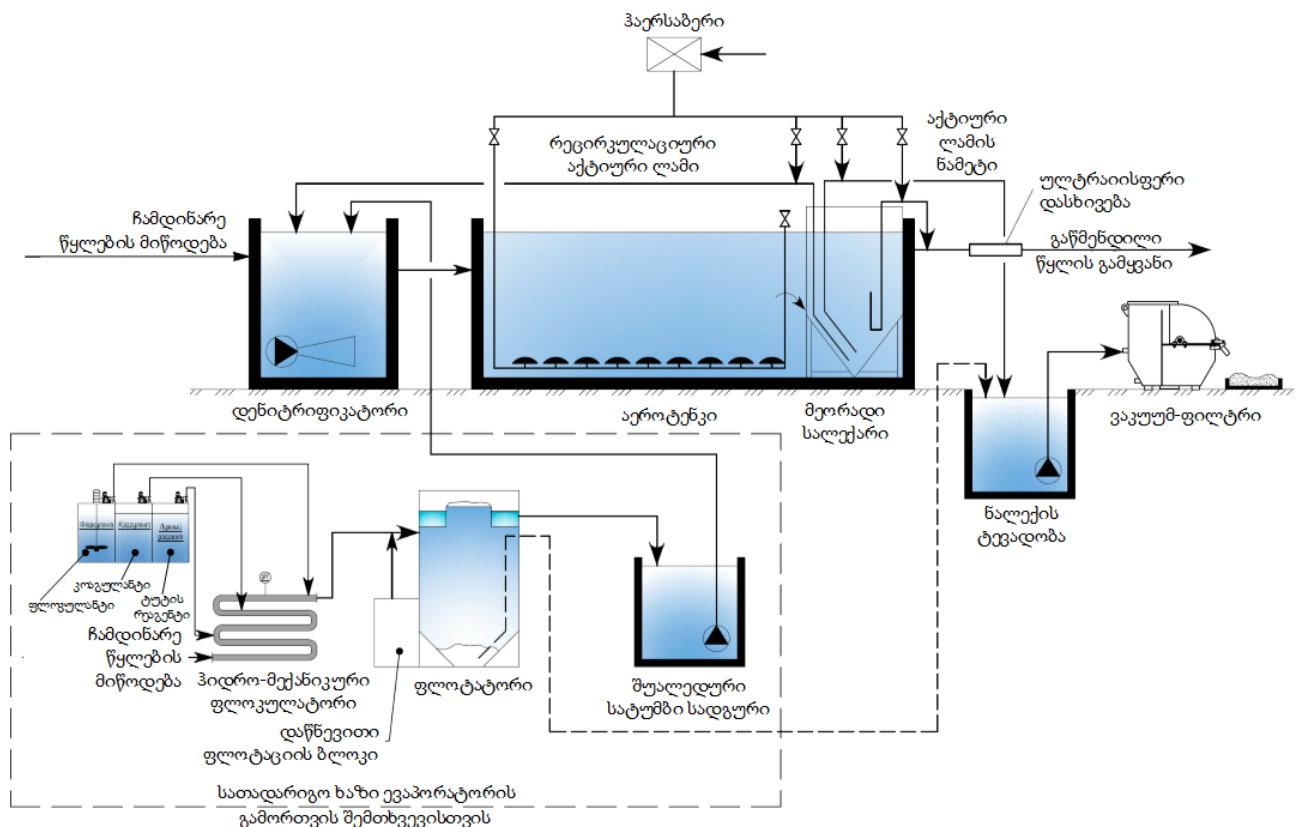 ჰაერსაბერი
რეცირკულაციური
აქტიური ლამი
აქტიური
ლამის
ნამეტი
ულტრაიისფერი
დასხივება
ჩამდინარე
წყლების მიწოდება
გაწმენდილი
წყლის გამყვანი
დენიტრიფიკატორი
აეროტენკი
მეორადი
სალექარი
ვაკუუმ-ფილტრი
ნალექის
ტევადობა
Флокулянт
Коагулянт
კოაგულანტი
ფლოკულანტი
ტუტის
რეაგენტი
ჩამდინარე
წყლების
მიწოდება
ჰიდრო-მექანიკური
ფლოკულატორი
ფლოტატორი
დაწნევითი
ფლოტაციის ბლოკი
შუალედური
სატუმბი სადგური
სათადარიგო ხაზი ევაპორატორის
გამორთვის შემთხვევისთვის